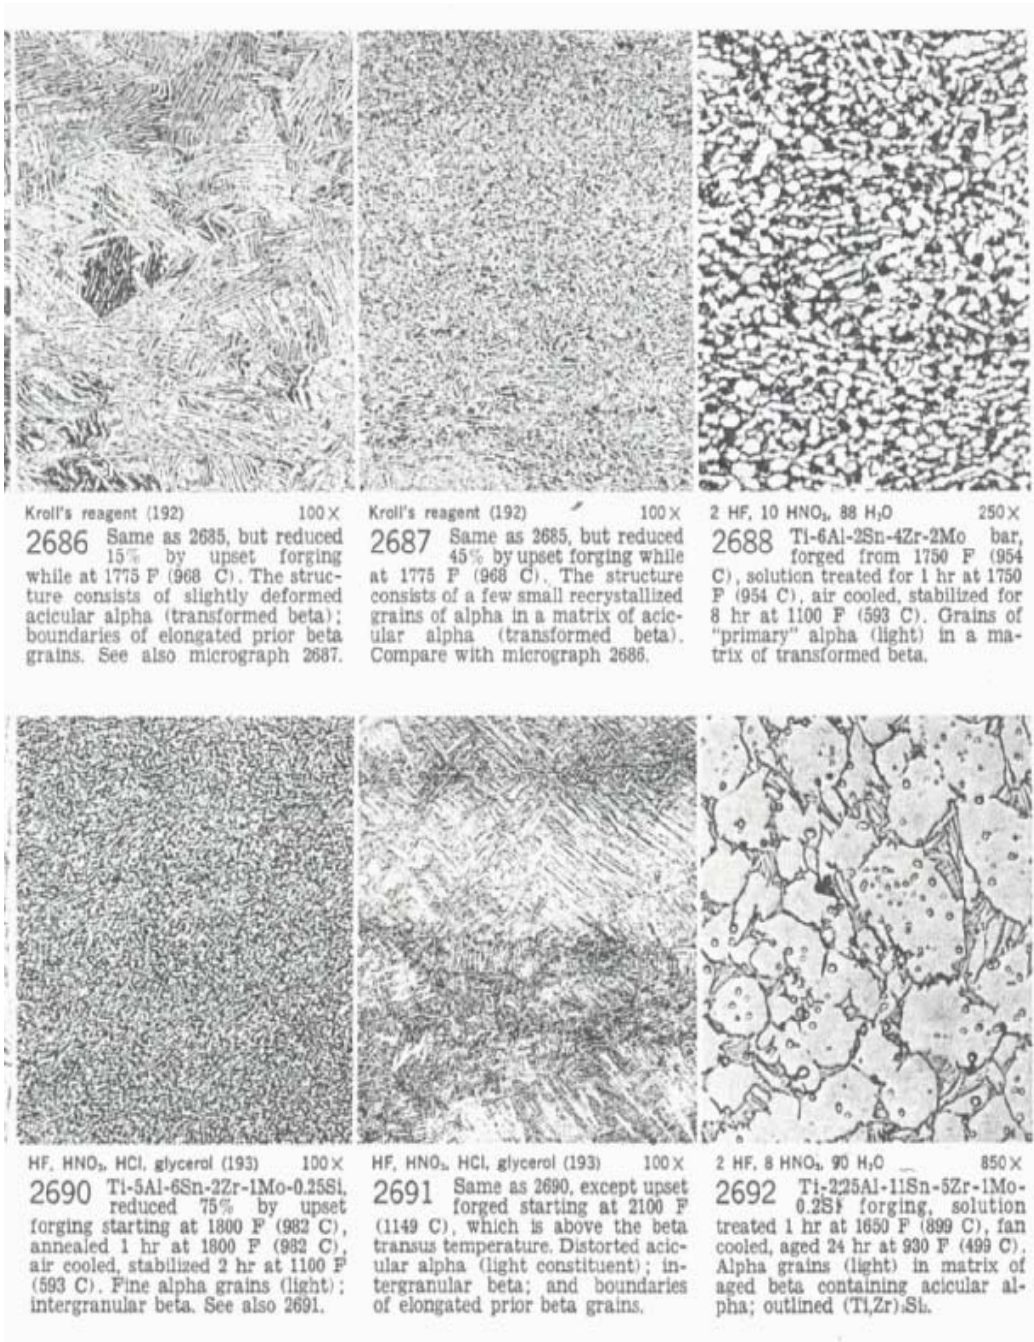 Kroll's reagent (192) 100X
2686 Same as 2685, but reduced
15% by upset forging
while at 1775 F (968 C). The struc-
ture consists of slightly deformed
acicular alpha (transformed beta);
boundaries of elongated prior beta
grains. See also micrograph 2687.
Kroll's reagent (192) 100X
2687 Same as 2685, but reduced
45% by upset forging while
at 1775 F (968 C). The structure
consists of a few small recrystallized
grains of alpha in a matrix of acic-
ular alpha (transformed beta).
Compare with micrograph 2686.
2 HF, 10 HNO₃, 88 H₂O 250X
2688 Ti-6Al-2Sn-4Zr-2Mo bar,
forged from 1750 F (954
C), solution treated for 1 hr at 1750
F (954 C), air cooled, stabilized for
8 hr at 1100 F (593 C). Grains of
"primary" alpha (light) in a ma-
trix of transformed beta.
HF, HNO₃, HCl, glycerol (193) 100X
2690 Ti-5Al-6Sn-2Zr-1Mo-0.25Si,
reduced 75% by upset
forging starting at 1800 F (982 C),
annealed 1 hr at 1800 F (982 C),
air cooled, stabilized 2 hr at 1100 F
(593 C). Fine alpha grains (light);
intergranular beta. See also 2691.
HF, HNO₃, HCl, glycerol (193) 100X
2691 Same as 2690, except upset
forged starting at 2100 F
(1149 C), which is above the beta
transus temperature. Distorted acic-
ular alpha (light constituent); in-
tergranular beta; and boundaries
of elongated prior beta grains.
2 HF, 8 HNO₃, 90 H₂O 850X
2692 Ti-2.25Al-11Sn-5Zr-1Mo-
forging, solution
treated 1 hr at 1650 F (899 C), fan
cooled, aged 24 hr at 930 F (499 C).
Alpha grains (light) in matrix of
aged beta containing acicular al-
pha; outlined